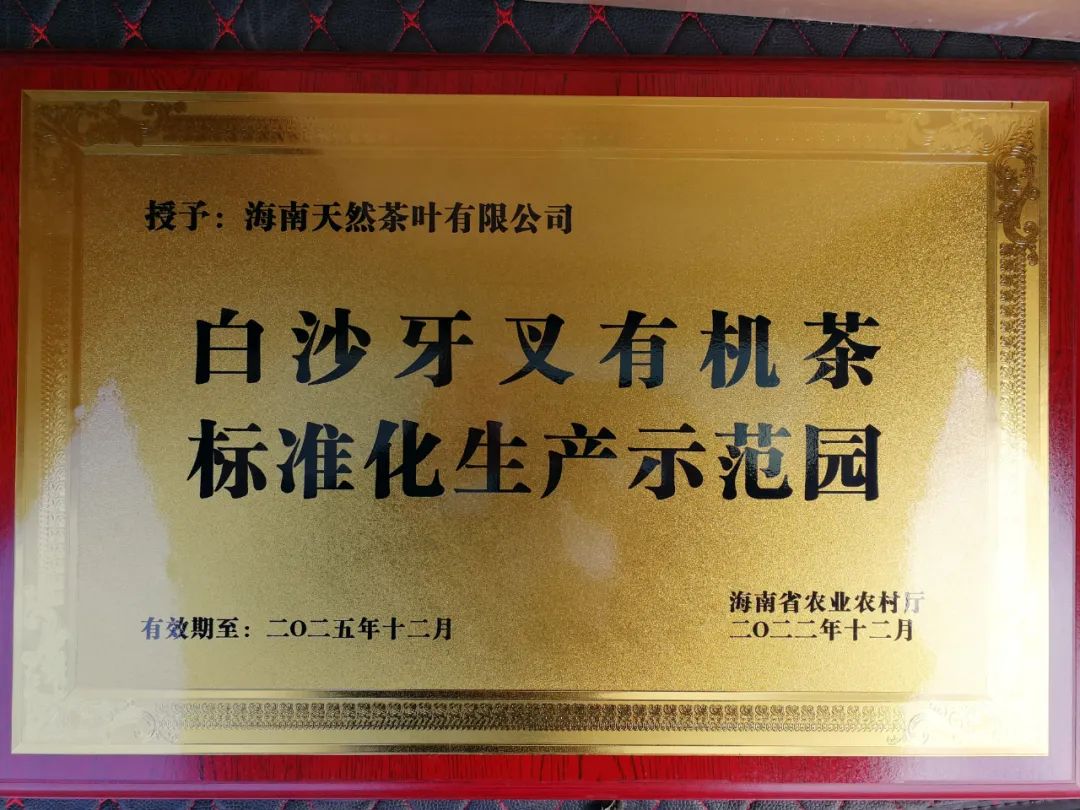 授予：海南天然茶叶有限公司
白沙牙叉有机茶
标准化生产示范园
海南省农业农村厅
有效期至：二〇二五年十二月
二〇二二年十二月